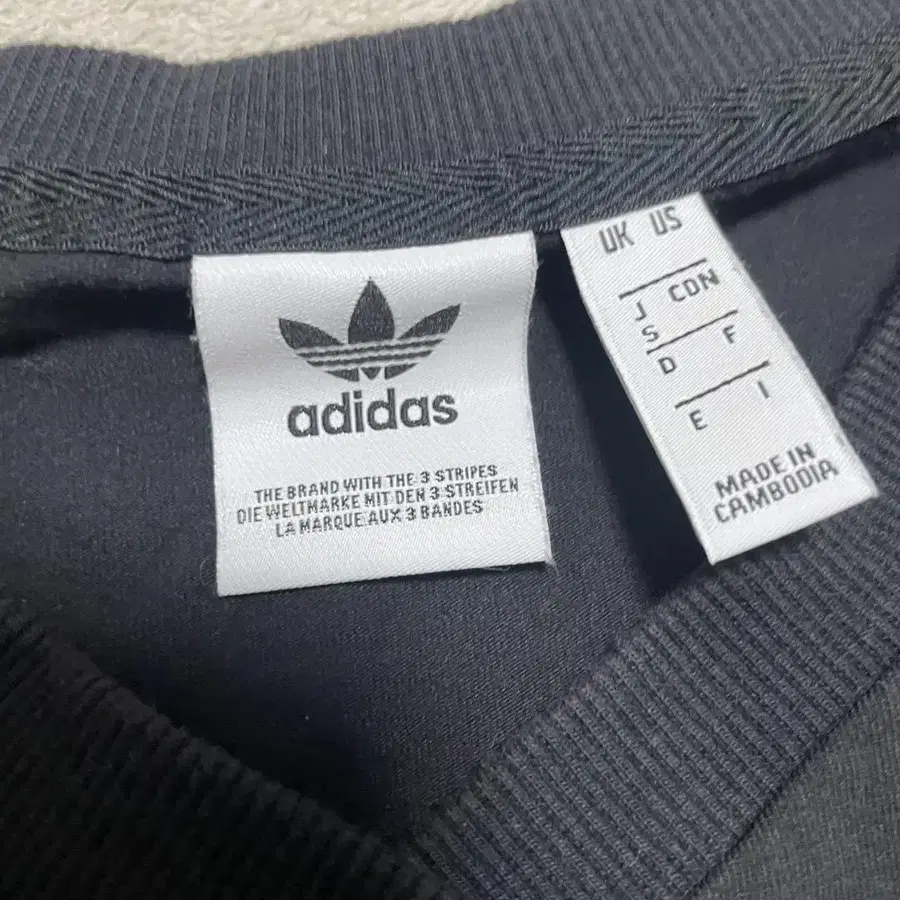 adidas
THE BRAND WITH THE 3 STRIPES
DIE WELTMARKE MIT DEN 3 STREIFEN
LA MARQUE AUX 3 BANDES
UK US
J CDN
S
D F
E I
MADE IN
CAMBODIA